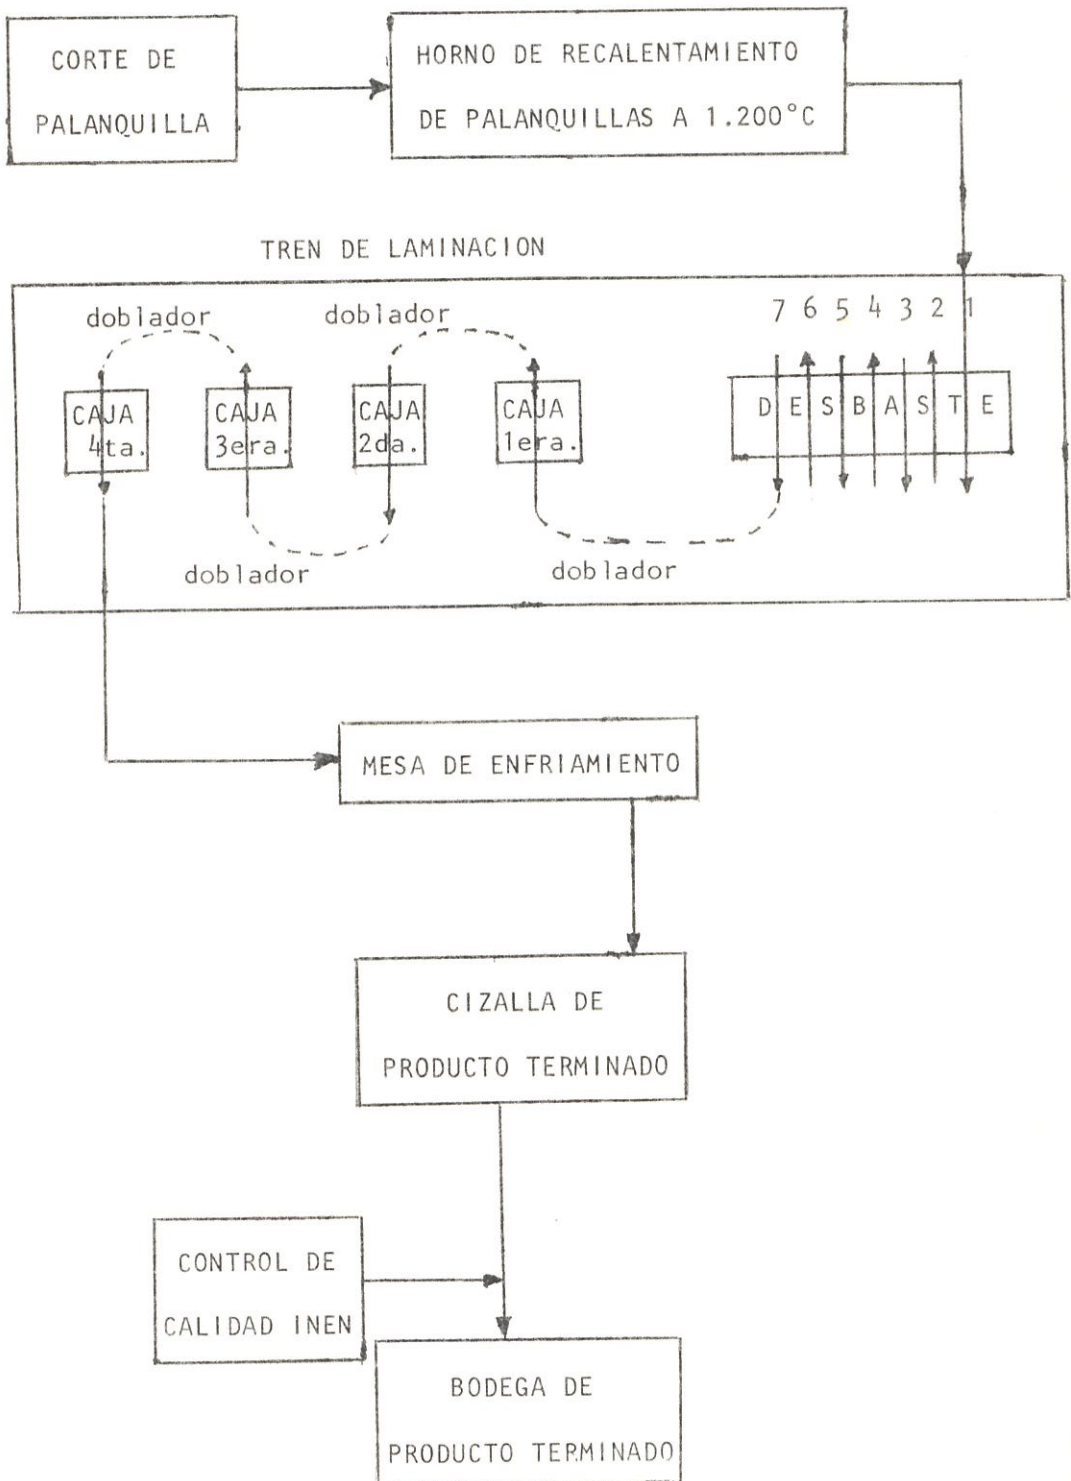 CORTE DE
PALANQUILLA
HORNO DE RECALENTAMIENTO
DE PALANQUILLAS A 1.200°C
TREN DE LAMINACION
doblador
doblador
7 6 5 4 3 2 1
CAJA
4ta.
CAJA
3era.
CAJA
2da.
CAJA
1era.
DESBASTE
doblador
doblador
MESA DE ENFRIAMIENTO
CIZALLA DE
PRODUCTO TERMINADO
CONTROL DE
CALIDAD INEN
BODEGA DE
PRODUCTO TERMINADO